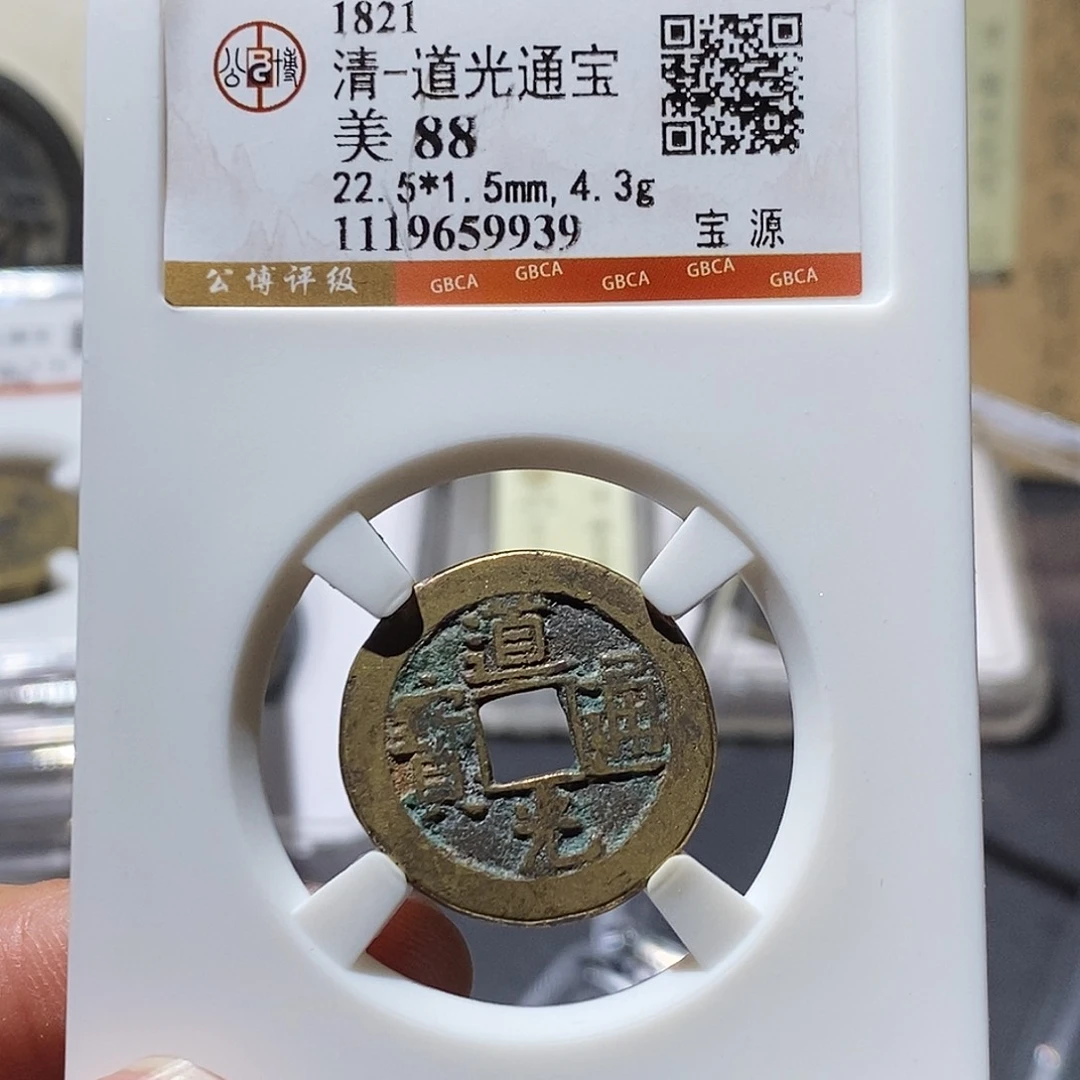 1821
公博
清-道光通宝
美 88
22.5*1.5mm, 4.3g
1119659939 宝源
公博评级 GBCA GBCA GBCA GBCA GBCA
道
寶 通
光